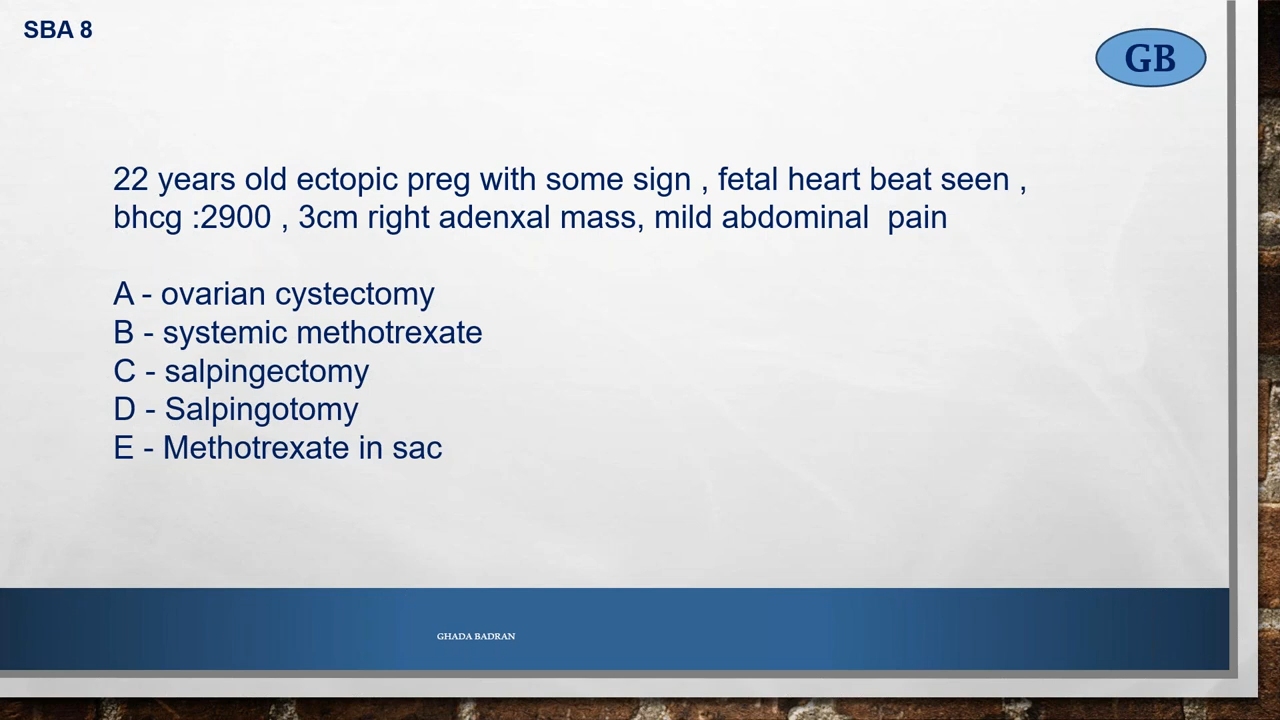 SBA 8
GB
22 years old ectopic preg with some sign , fetal heart beat seen ,
bhcg :2900 , 3cm right adenxal mass, mild abdominal  pain
A - ovarian cystectomy
B - systemic methotrexate
C - salpingectomy
D - Salpingotomy
E - Methotrexate in sac
GHADA BADRAN